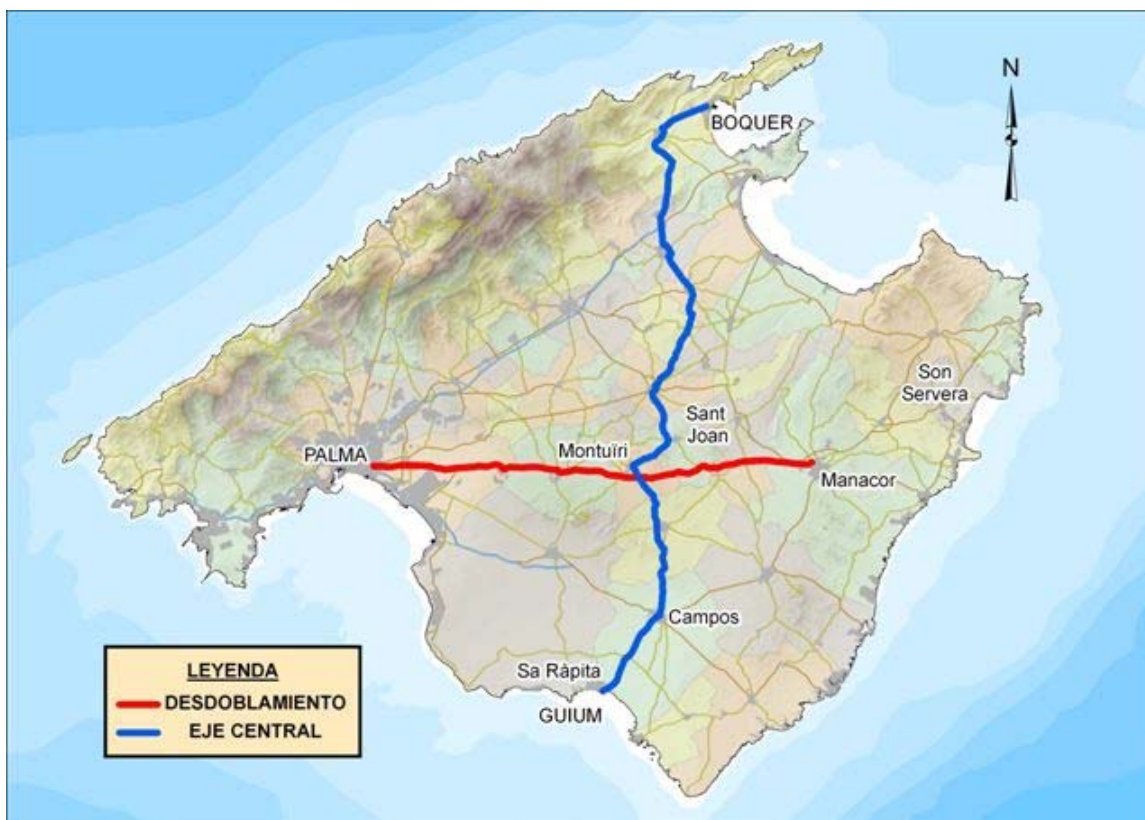 N
BOQUER
Son
Servera
Sant
Joan
Montuïri
PALMA
Manacor
Campos
Sa Ràpita
GUIUM
LEYENDA
DESDOBLAMIENTO
EJE CENTRAL